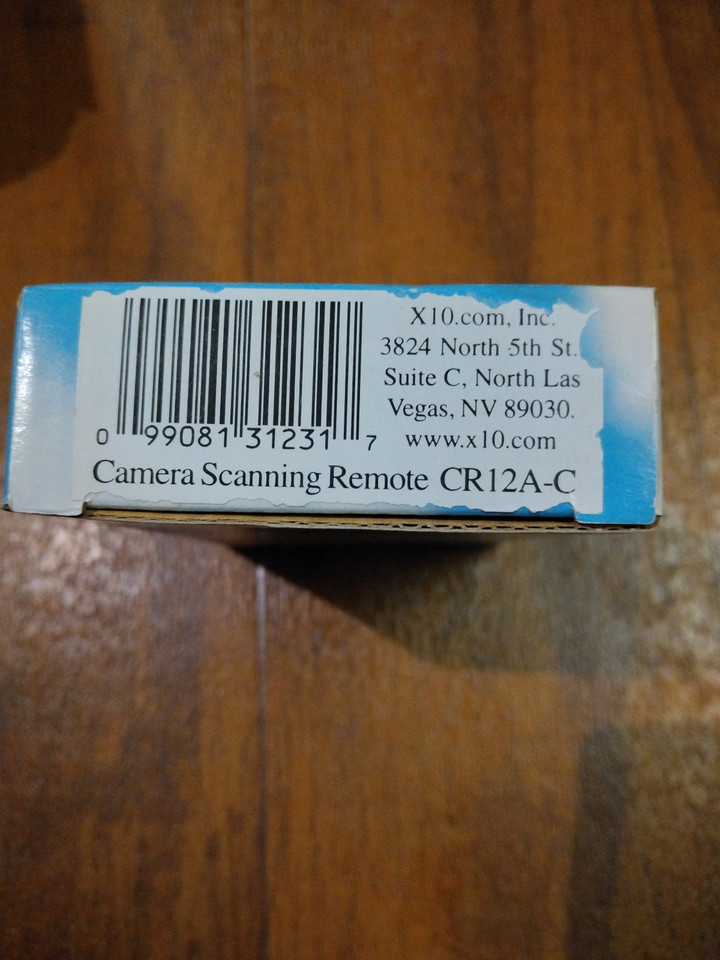 X10.com, Inc.
3824 North 5th St.
Suite C, North Las
Vegas, NV 89030.
www.x10.com
0 99081 31231 7
Camera Scanning Remote CR12A-C